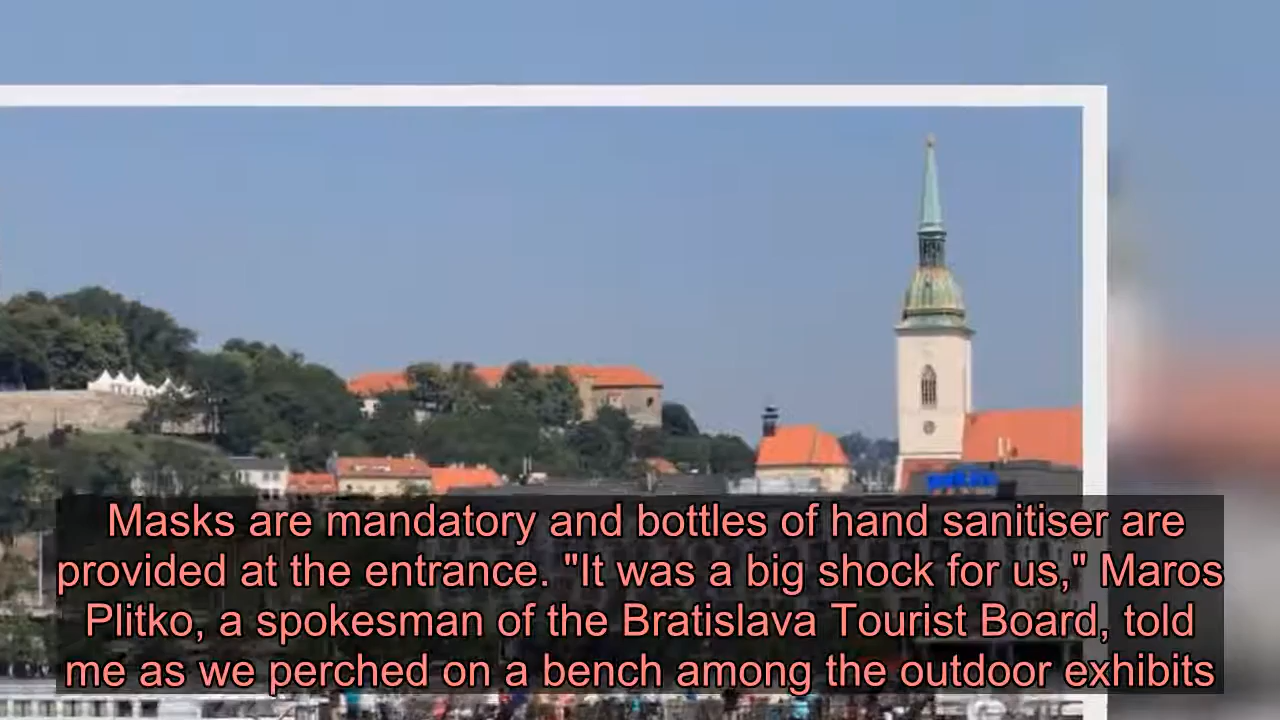 Masks are mandatory and bottles of hand sanitiser are
provided at the entrance. "It was a big shock for us," Maros
Plitko, a spokesman of the Bratislava Tourist Board, told
me as we perched on a bench among the outdoor exhibits